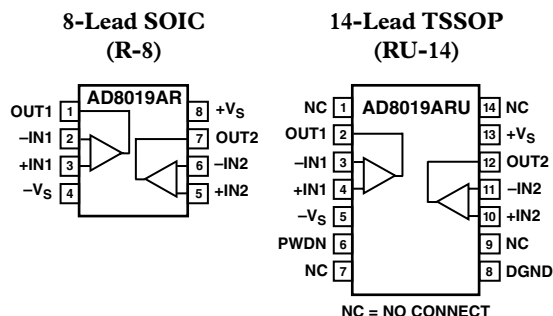 8-Lead SOIC
(R-8)
AD8019AR
OUT1 1
–IN1 2
+IN1 3
–VS 4
8 +VS
7 OUT2
6 –IN2
5 +IN2
14-Lead TSSOP
(RU-14)
AD8019ARU
NC 1
OUT1 2
–IN1 3
+IN1 4
–VS 5
PWDN 6
NC 7
14 NC
13 +VS
12 OUT2
11 –IN2
10 +IN2
9 NC
8 DGND
NC = NO CONNECT